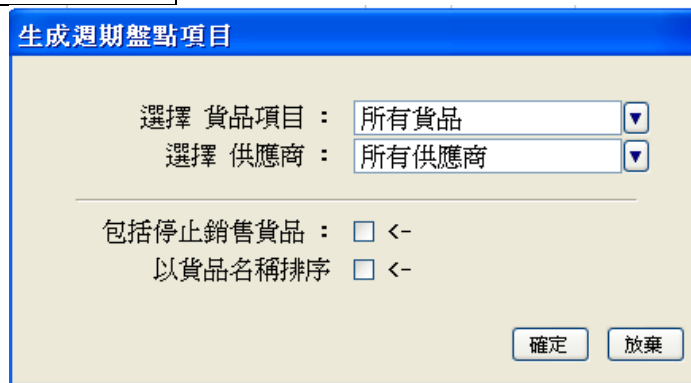 生成週期盤點項目
選擇 貨品項目 : 所有貨品
選擇 供應商 : 所有供應商
包括停止銷售貨品 : <-
以貨品名稱排序 <-
確定 放棄